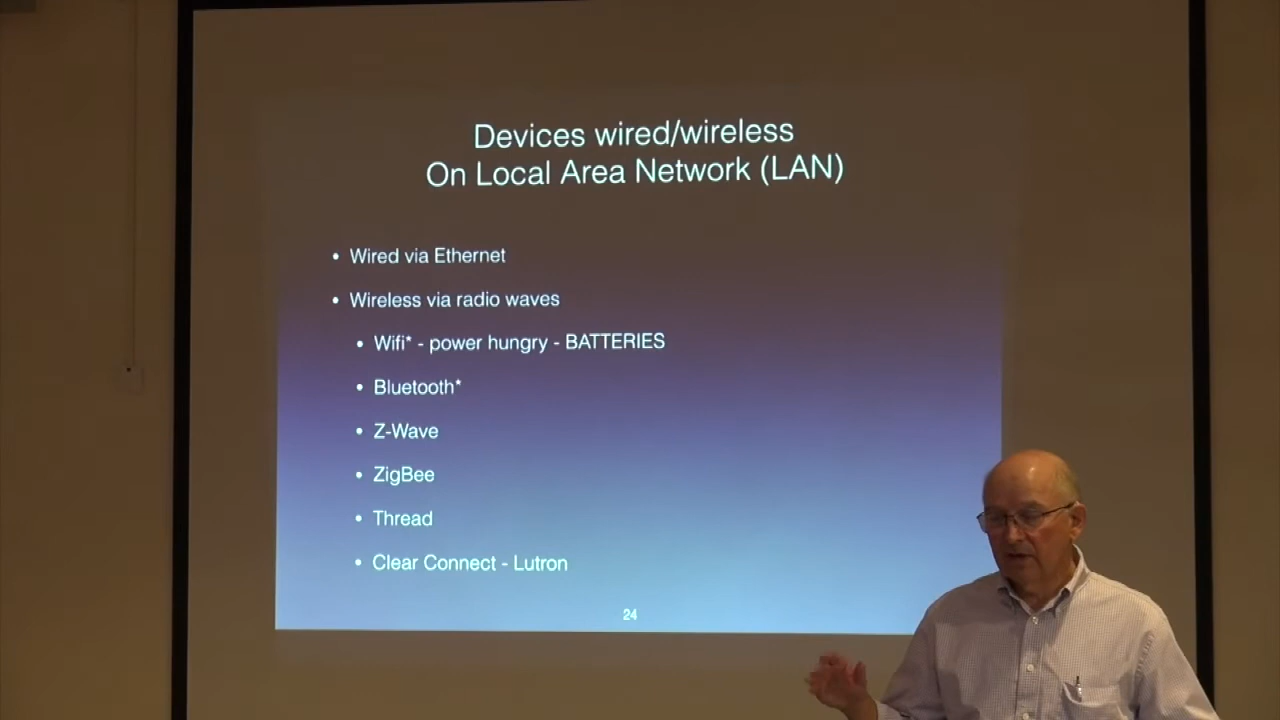 Devices wired/wireless
On Local Area Network (LAN)
• Wired via Ethernet
• Wireless via radio waves
• Wifi* - power hungry - BATTERIES
• Bluetooth*
• Z-Wave
• ZigBee
• Thread
• Clear Connect - Lutron
24